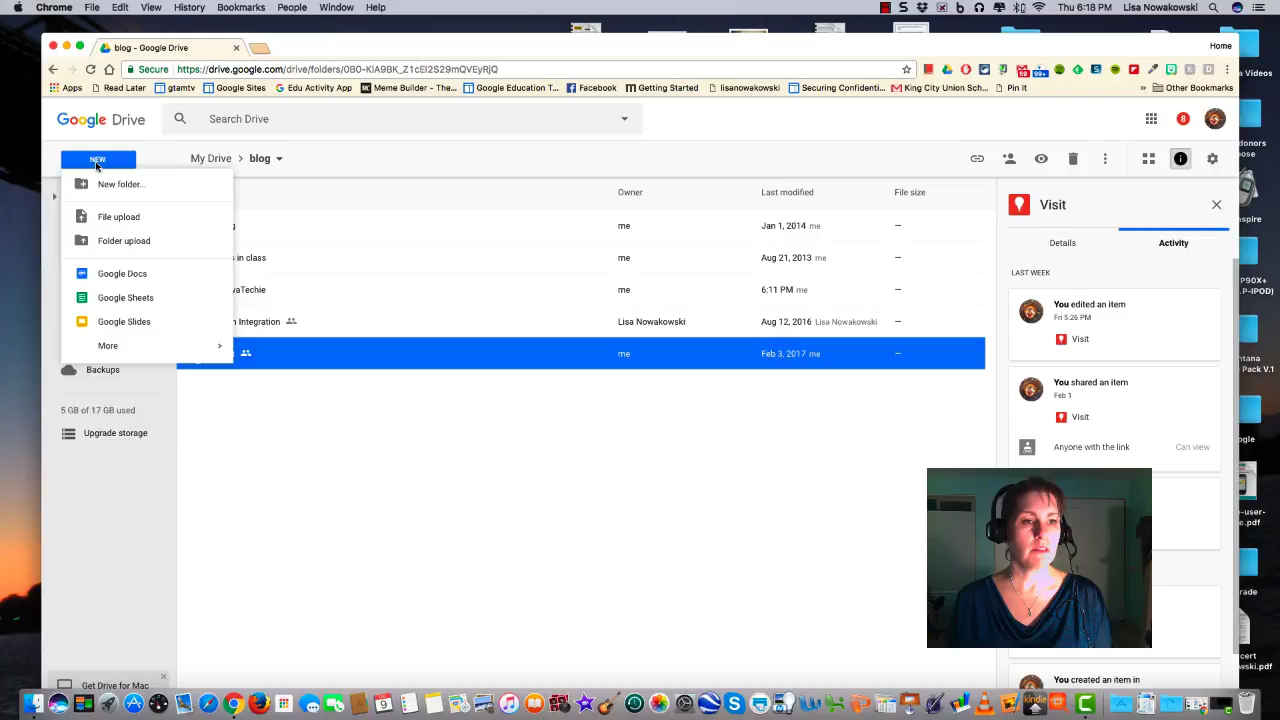 Chrome File Edit View History Bookmarks People Window Help
Thu 6:18 PM Lisa Nowakowski
blog - Google Drive
Home
Secure https://drive.google.com/drive/folders/0B0-KlA9BK_Z1cEI2S29mQVEyRjQ
Apps Read Later gtamtv Google Sites Edu Activity App Meme Builder - The... Google Education T... Facebook Getting Started lisanowakowski Securing Confidenti... King City Union Sch... Pin It » Other Bookmarks
Google Drive
Search Drive
8
NEW
My Drive > blog
New folder...
File upload
Folder upload
Google Docs
Google Sheets
Google Slides
More
Owner Last modified File size
g me Jan 1, 2014 me —
s in class me Aug 21, 2013 me —
vaTechie me 6:11 PM me —
n Integration Lisa Nowakowski Aug 12, 2016 Lisa Nowakowski —
me Feb 3, 2017 me —
Backups
5 GB of 17 GB used
Upgrade storage
Get Drive for Mac
Visit
Details Activity
LAST WEEK
You edited an item
Fri 5:26 PM
Visit
You shared an item
Feb 1
Visit
Anyone with the link Can view
You created an item in